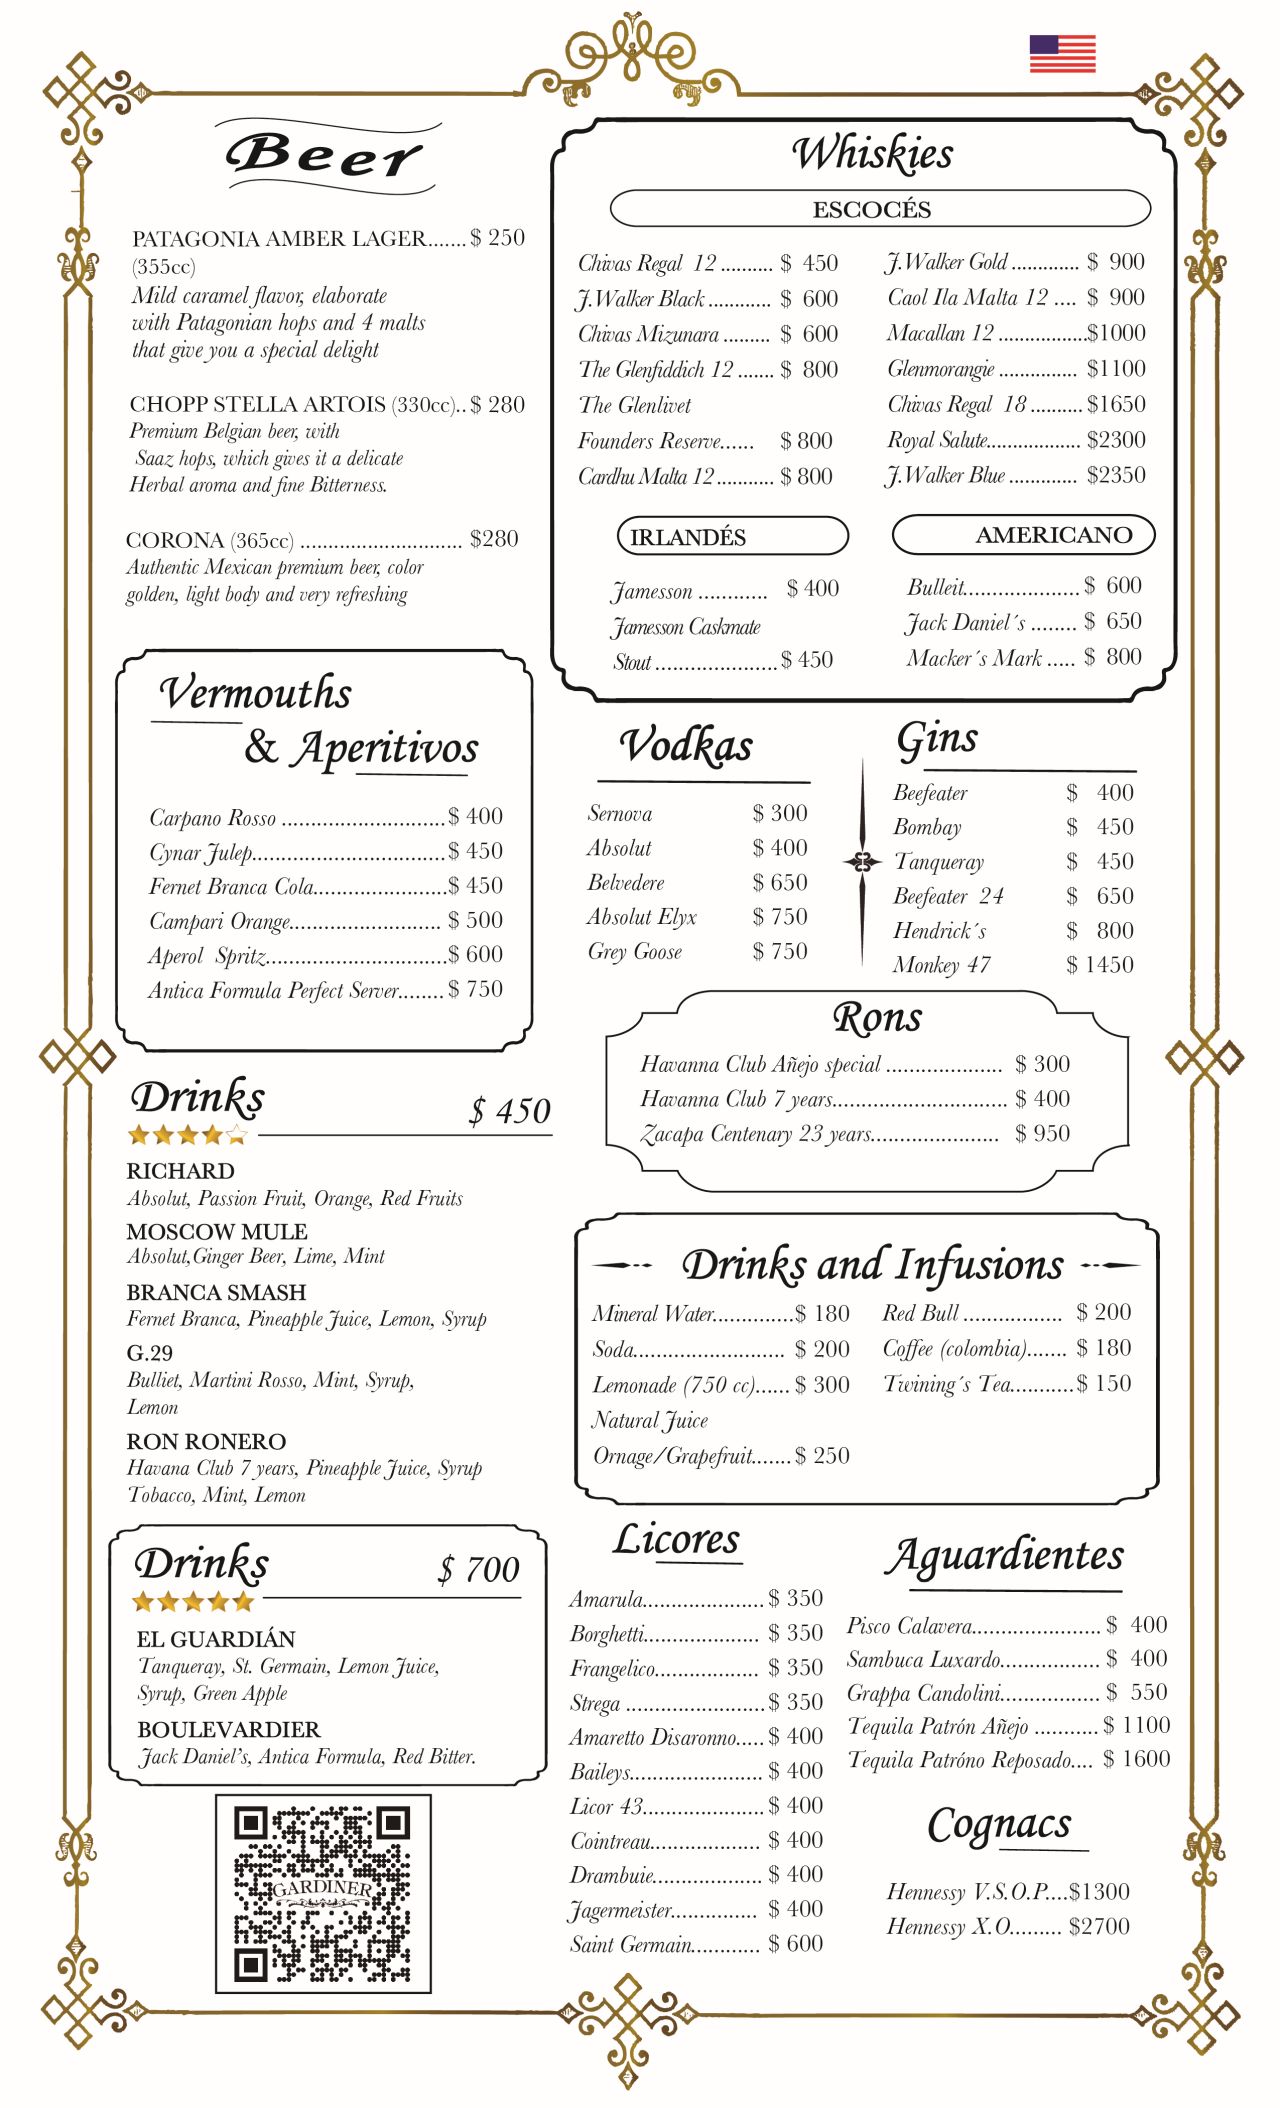 Beer
PATAGONIA AMBER LAGER.......$ 250
(355cc)
Mild caramel flavor, elaborate
with Patagonian hops and 4 malts
that give you a special delight
CHOPP STELLA ARTOIS (330cc)..$ 280
Premium Belgian beer, with
Saaz hops, which gives it a delicate
Herbal aroma and fine Bitterness.
CORONA (365cc) ............................. $280
Authentic Mexican premium beer, color
golden, light body and very refreshing
Vermouths
& Aperitivos
Carpano Rosso .............................$ 400
Cynar Julep..................................$ 450
Fernet Branca Cola.......................$ 450
Campari Orange.......................... $ 500
Aperol Spritz................................$ 600
Antica Formula Perfect Server........$ 750
Drinks $ 450
RICHARD
Absolut, Passion Fruit, Orange, Red Fruits
MOSCOW MULE
Absolut,Ginger Beer, Lime, Mint
BRANCA SMASH
Fernet Branca, Pineapple Juice, Lemon, Syrup
G.29
Bulliet, Martini Rosso, Mint, Syrup,
Lemon
RON RONERO
Havana Club 7 years, Pineapple Juice, Syrup
Tobacco, Mint, Lemon
Drinks $ 700
EL GUARDIÁN
Tanqueray, St. Germain, Lemon Juice,
Syrup, Green Apple
BOULEVARDIER
Jack Daniel's, Antica Formula, Red Bitter.
GARDINER
Whiskies
ESCOCÉS
Chivas Regal 12 .......... $ 450
J.Walker Black ........... $ 600
Chivas Mizunara ......... $ 600
The Glenfiddich 12 ....... $ 800
The Glenlivet
Founders Reserve...... $ 800
Cardhu Malta 12........... $ 800
J.Walker Gold ............. $ 900
Caol Ila Malta 12 .... $ 900
Macallan 12 .................$1000
Glenmorangie ............... $1100
Chivas Regal 18 ..........$1650
Royal Salute.................. $2300
J.Walker Blue ............. $2350
IRLANDÉS
Jamesson ............ $ 400
Jamesson Caskmate
Stout .....................$ 450
AMERICANO
Bulleit....................$ 600
Jack Daniel´s ........ $ 650
Macker´s Mark ..... $ 800
Vodkas
Sernova $ 300
Absolut $ 400
Belvedere $ 650
Absolut Elyx $ 750
Grey Goose $ 750
Gins
Beefeater $ 400
Bombay $ 450
Tanqueray $ 450
Beefeater 24 $ 650
Hendrick´s $ 800
Monkey 47 $ 1450
Rons
Havanna Club Añejo special .................... $ 300
Havanna Club 7 years.............................. $ 400
Zacapa Centenary 23 years...................... $ 950
Drinks and Infusions
Mineral Water..............$ 180
Soda.......................... $ 200
Lemonade (750 cc)...... $ 300
Natural Juice
Ornage/Grapefruit.......$ 250
Red Bull ................. $ 200
Coffee (colombia)....... $ 180
Twining´s Tea...........$ 150
Licores
Amarula.....................$ 350
Borghetti.................... $ 350
Frangelico.................. $ 350
Strega ........................$ 350
Amaretto Disaronno.....$ 400
Baileys....................... $ 400
Licor 43.....................$ 400
Cointreau................... $ 400
Drambuie...................$ 400
Jagermeister............... $ 400
Saint Germain............ $ 600
Aguardientes
Pisco Calavera......................$ 400
Sambuca Luxardo................. $ 400
Grappa Candolini................. $ 550
Tequila Patrón Añejo ...........$ 1100
Tequila Patróno Reposado.... $ 1600
Cognacs
Hennessy V.S.O.P....$1300
Hennessy X.O......... $2700